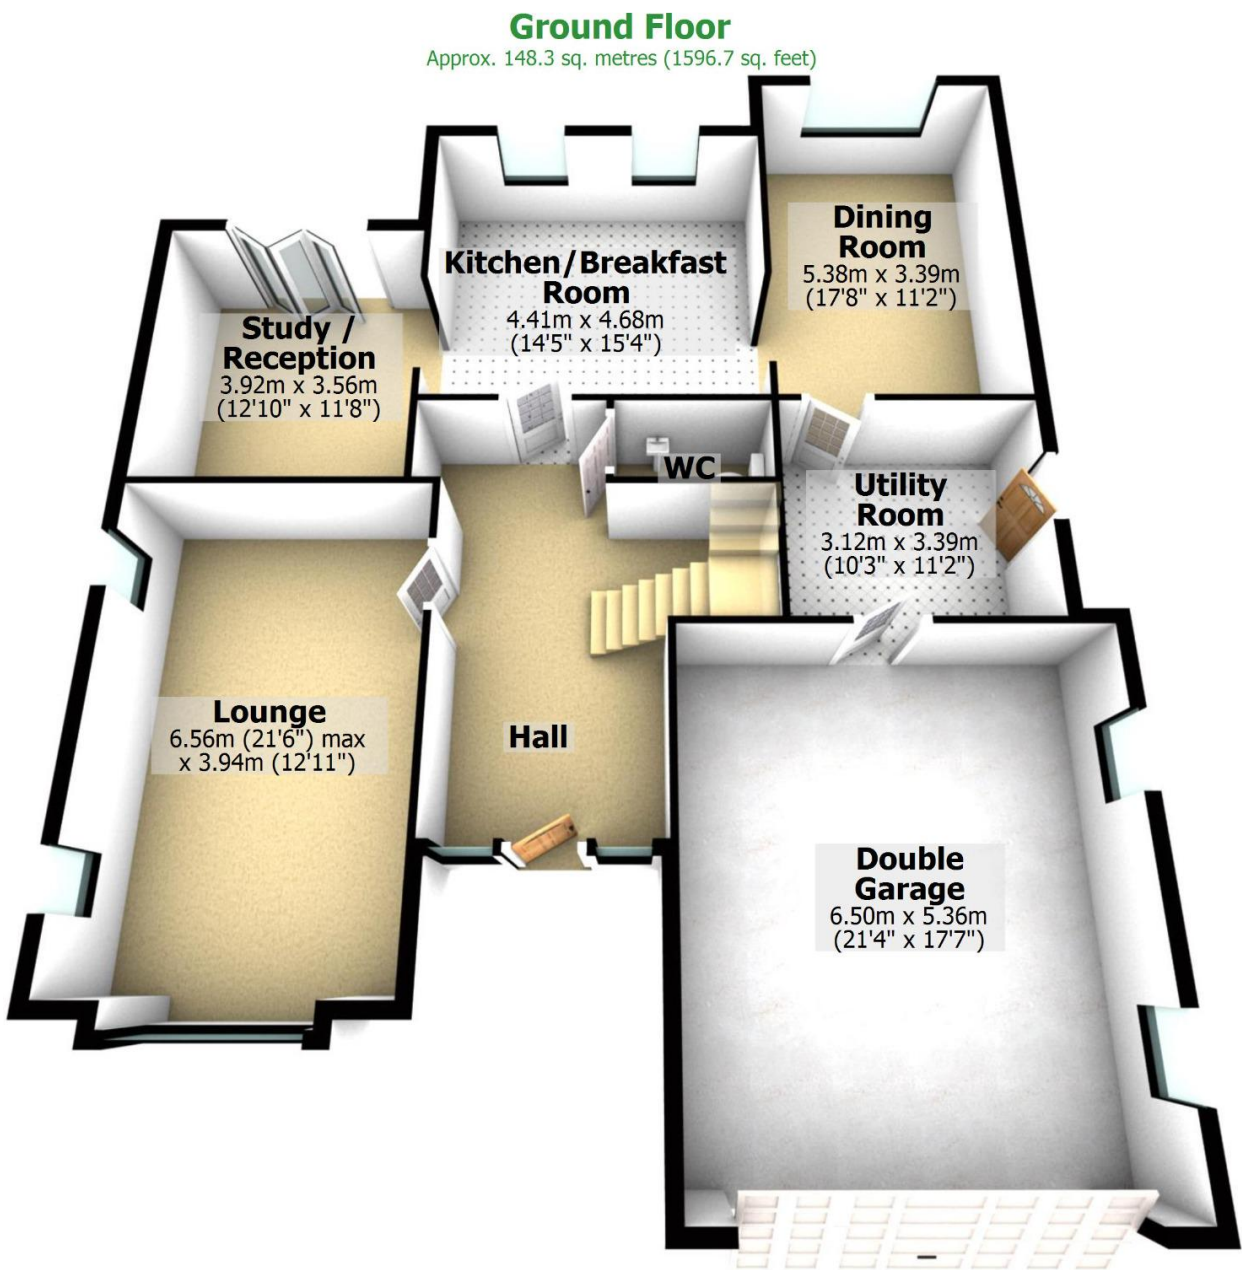 Ground Floor
Approx. 148.3 sq. metres (1596.7 sq. feet)
Dining
Room
5.38m x 3.39m
(17'8" x 11'2")
Kitchen/Breakfast
Room
4.41m x 4.68m
(14'5" x 15'4")
Study /
Reception
3.92m x 3.56m
(12'10" x 11'8")
WC
Utility
Room
3.12m x 3.39m
(10'3" x 11'2")
Lounge
6.56m (21'6") max
x 3.94m (12'11")
Hall
Double
Garage
6.50m x 5.36m
(21'4" x 17'7")